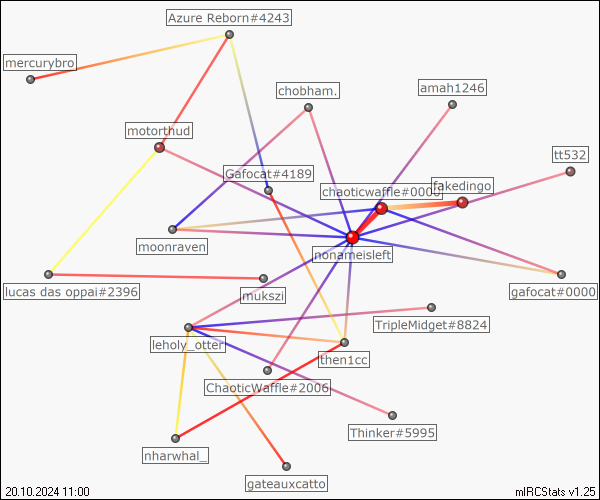 Azure Reborn#4243
mercurybro
chobham.
amah1246
motorthud
tt532
Gafocat#4189
chaoticwaffle#0000
fakedingo
moonraven
nonameisleft
lucas das oppai#2396
mukszi
gafocat#0000
TripleMidget#8824
leholy_otter
then1cc
ChaoticWaffle#2006
Thinker#5995
nharwhal_
gateauxcatto
20.10.2024 11:00
mIRCStats v1.25